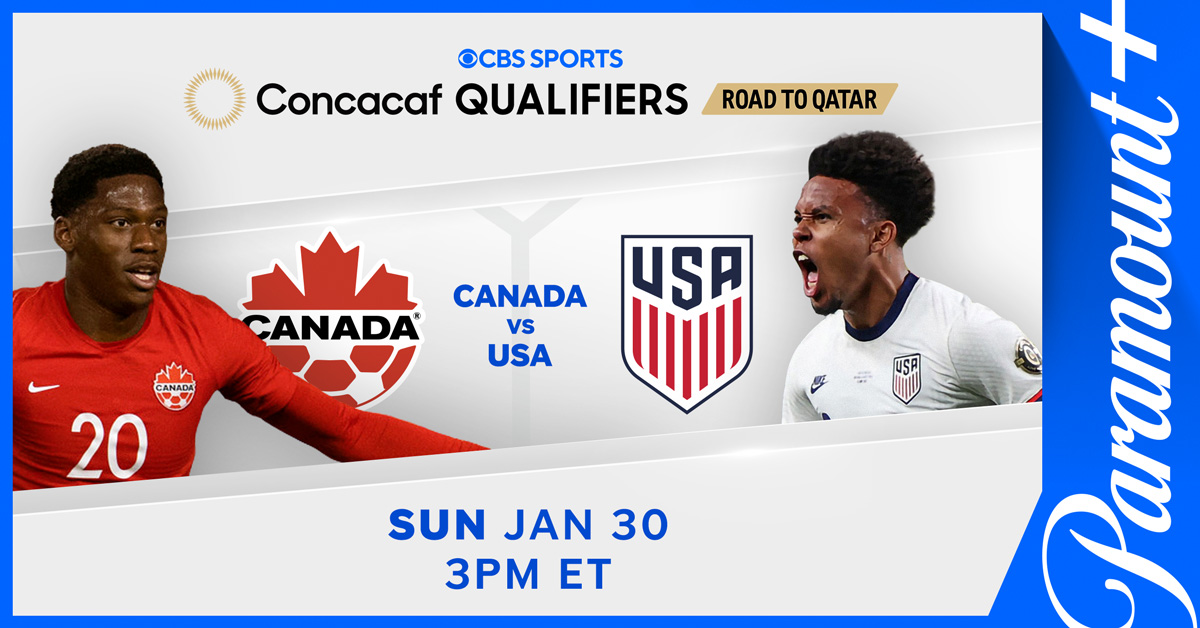 CBS SPORTS
Concacaf QUALIFIERS ROAD TO QATAR
CANADA®
CANADA
VS
USA
USA
CANADA
20
USA
NIKE
SUN JAN 30
3PM ET
Paramount+